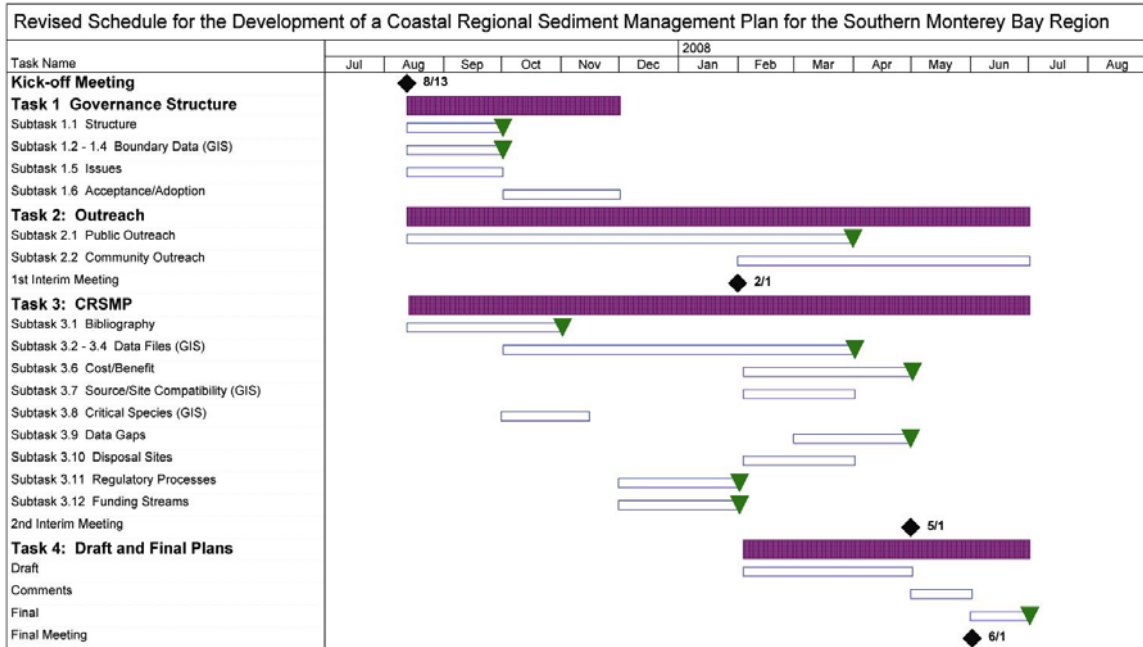 Revised Schedule for the Development of a Coastal Regional Sediment Management Plan for the Southern Monterey Bay Region
2008
Task Name Jul Aug Sep Oct Nov Dec Jan Feb Mar Apr May Jun Jul Aug
Kick-off Meeting 8/13
Task 1 Governance Structure
Subtask 1.1 Structure
Subtask 1.2 - 1.4 Boundary Data (GIS)
Subtask 1.5 Issues
Subtask 1.6 Acceptance/Adoption
Task 2: Outreach
Subtask 2.1 Public Outreach
Subtask 2.2 Community Outreach
1st Interim Meeting 2/1
Task 3: CRSMP
Subtask 3.1 Bibliography
Subtask 3.2 - 3.4 Data Files (GIS)
Subtask 3.6 Cost/Benefit
Subtask 3.7 Source/Site Compatibility (GIS)
Subtask 3.8 Critical Species (GIS)
Subtask 3.9 Data Gaps
Subtask 3.10 Disposal Sites
Subtask 3.11 Regulatory Processes
Subtask 3.12 Funding Streams
2nd Interim Meeting 5/1
Task 4: Draft and Final Plans
Draft
Comments
Final
Final Meeting 6/1